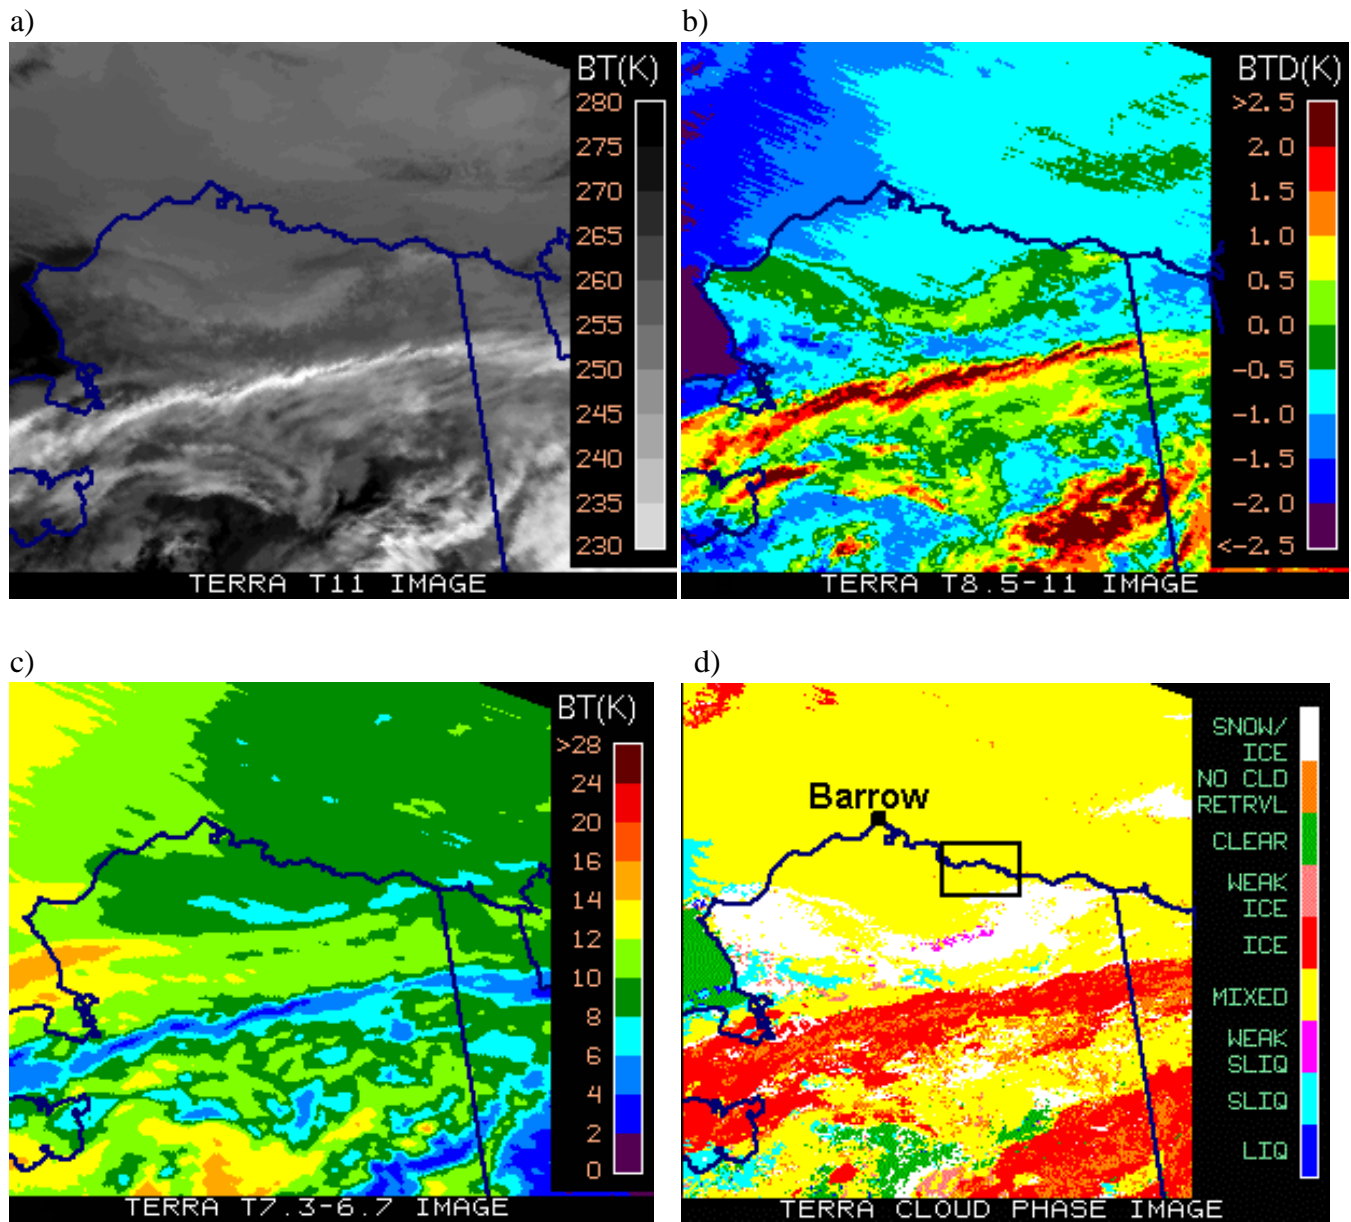 a)
BT(K)
280
275
270
265
260
255
250
245
240
235
230
TERRA T11 IMAGE
b)
BTD(K)
>2.5
2.0
1.5
1.0
0.5
0.0
-0.5
-1.0
-1.5
-2.0
<-2.5
TERRA T8.5-11 IMAGE
c)
BT(K)
>28
24
20
16
14
12
10
8
6
4
2
0
TERRA T7.3-6.7 IMAGE
d)
Barrow
SNOW/
ICE
NO CLD
RETRVL
CLEAR
WEAK
ICE
ICE
MIXED
WEAK
SLIQ
SLIQ
LIQ
TERRA CLOUD PHASE IMAGE